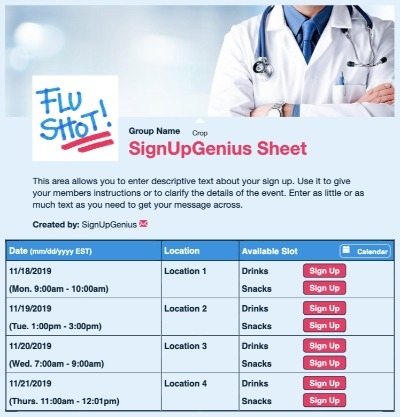 FLU
SHOT!
Group Name
Crop
SignUpGenius Sheet
This area allows you to enter descriptive text about your sign up. Use it to give
your members instructions or to clarify the details of the event. Enter as little or as
much text as you need to get your message across.
Created by: SignUpGenius
Date (mm/dd/yyyy EST) Location Available Slot Calendar
11/18/2019 Location 1 Drinks Sign Up
(Mon. 9:00am - 10:00am) Snacks Sign Up
11/19/2019 Location 2 Drinks Sign Up
(Tue. 1:00pm - 3:00pm) Snacks Sign Up
11/20/2019 Location 3 Drinks Sign Up
(Wed. 7:00am - 9:00am) Snacks Sign Up
11/21/2019 Location 4 Drinks Sign Up
(Thurs. 11:00am - 12:01pm) Snacks Sign Up